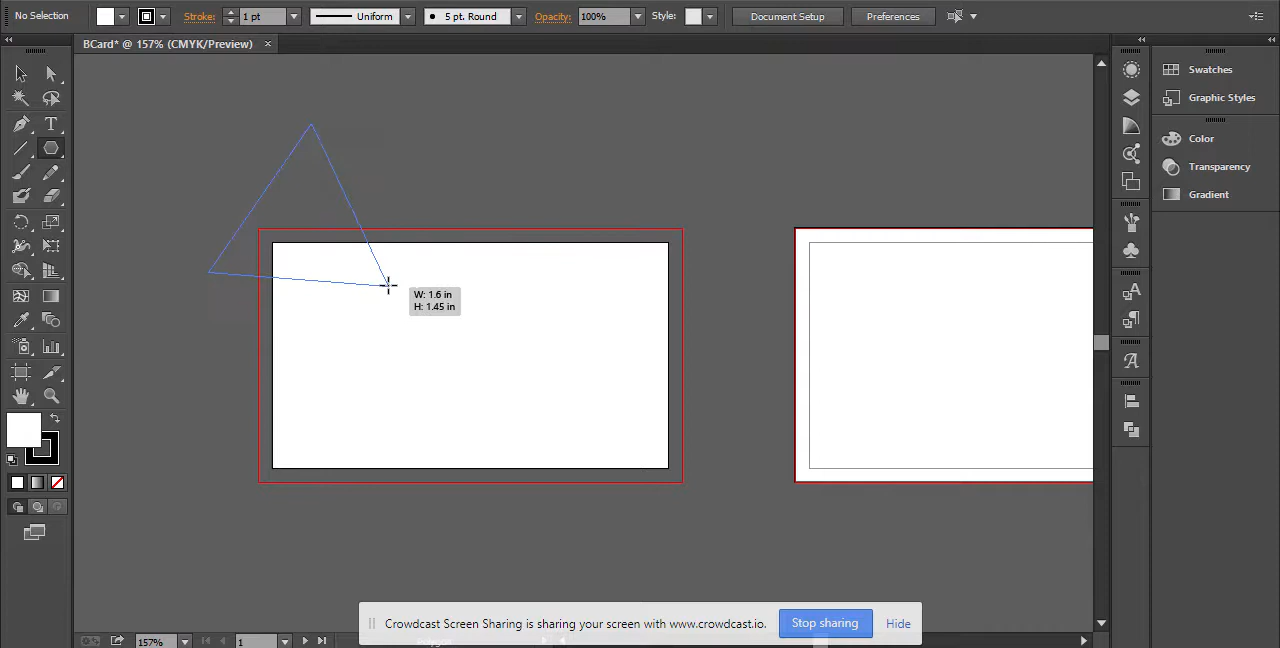 No Selection
Stroke:
1 pt
Uniform
5 pt. Round
Opacity:
100%
Style:
Document Setup
Preferences
BCard* @ 157% (CMYK/Preview)
×
T
Swatches
Graphic Styles
Color
Transparency
Gradient
W: 1.6 in
H: 1.45 in
Crowdcast Screen Sharing is sharing your screen with www.crowdcast.io.
Stop sharing
Hide
157%
1